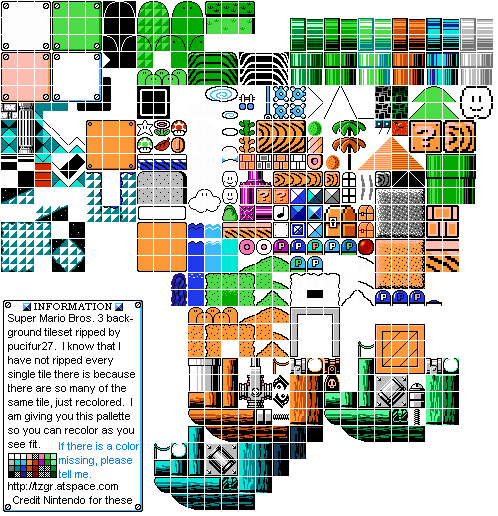 INFORMATION
Super Mario Bros. 3 back-
ground tileset ripped by
pucifur27. I know that I
have not ripped every
single tile there is because
there are so many of the
same tile, just recolored. I
am giving you this pallette
so you can recolor as you
see fit.
If there is a color
missing, please
tell me.
http://tzgr.atspace.com
Credit Nintendo for these
P P P P
P P
P P P